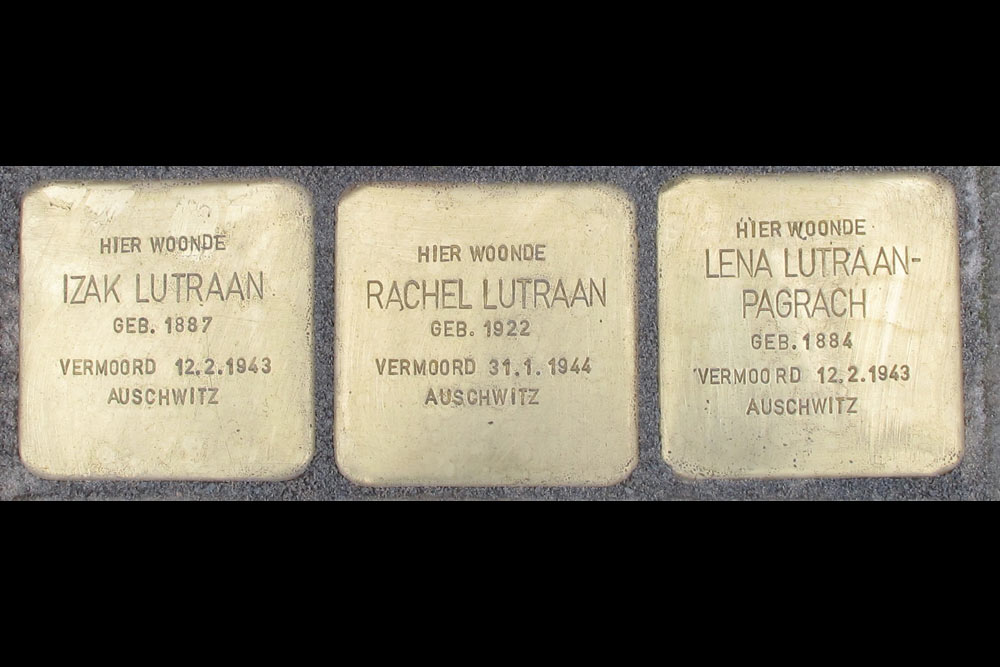 HIER WOONDE
IZAK LUTRAAN
GEB. 1887
VERMOORD 12.2.1943
AUSCHWITZ
HIER WOONDE
RACHEL LUTRAAN
GEB. 1922
VERMOORD 31.1.1944
AUSCHWITZ
HIER WOONDE
LENA LUTRAAN-
PAGRACH
GEB. 1884
VERMOORD 12.2.1943
AUSCHWITZ